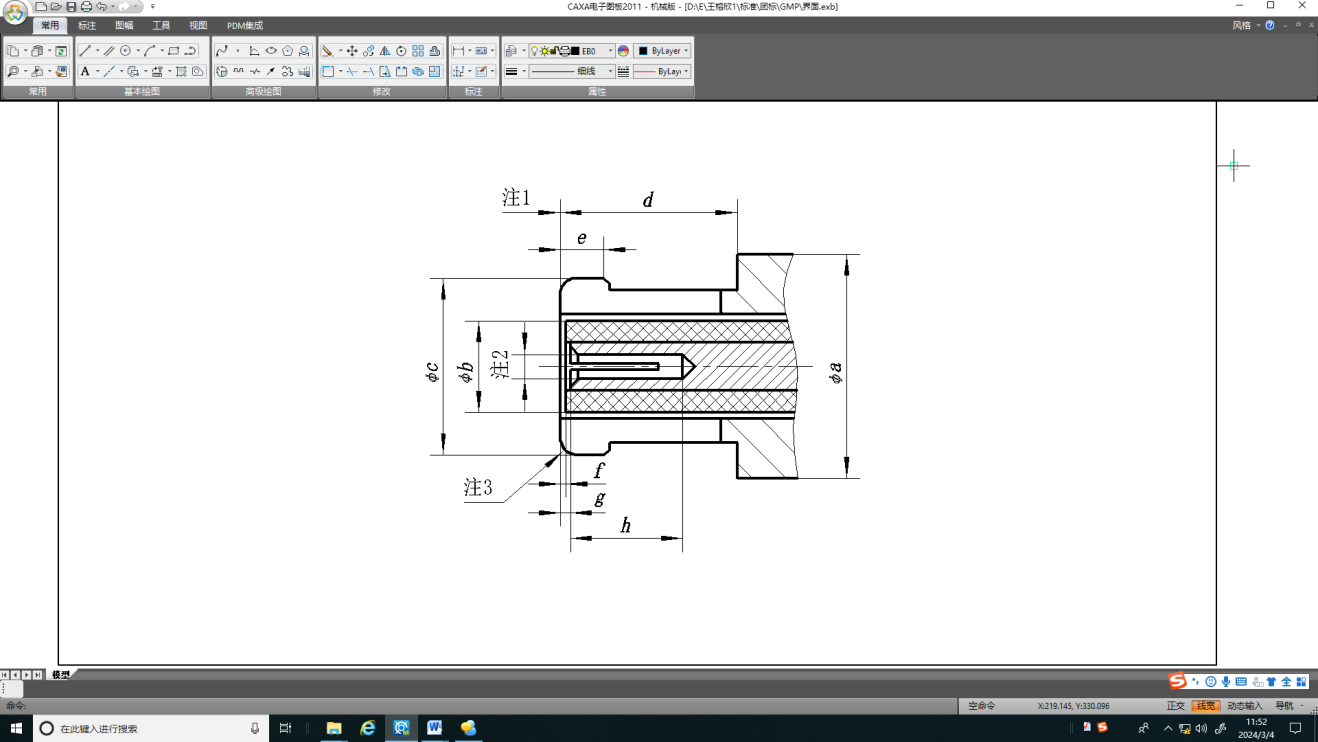 CAXA电子图板2011 - 机械版 - [D:\E\王榕欣1\标准\团标\GMP\界面.exb]
常用 标注 图幅 工具 视图 PDM集成
风格
EB0
ByLayer
A
细线
ByLay
常用 基本绘图 高级绘图 修改 标注 属性
注1
d
e
注2
ϕc
ϕb
ϕa
f
注3
g
h
模型
命令:
空命令 X:219.145, Y:330.096 正交 线宽 动态输入 导航
在此键入进行搜索
11:52
2024/3/4